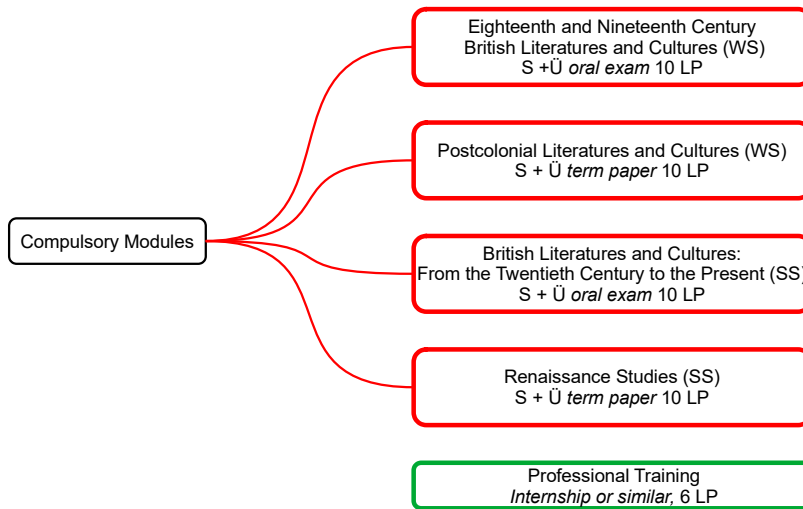 Eighteenth and Nineteenth Century
British Literatures and Cultures (WS)
S +Ü oral exam 10 LP
Postcolonial Literatures and Cultures (WS)
S + Ü term paper 10 LP
Compulsory Modules
British Literatures and Cultures:
From the Twentieth Century to the Present (SS)
S + Ü oral exam 10 LP
Renaissance Studies (SS)
S + Ü term paper 10 LP
Professional Training
Internship or similar, 6 LP